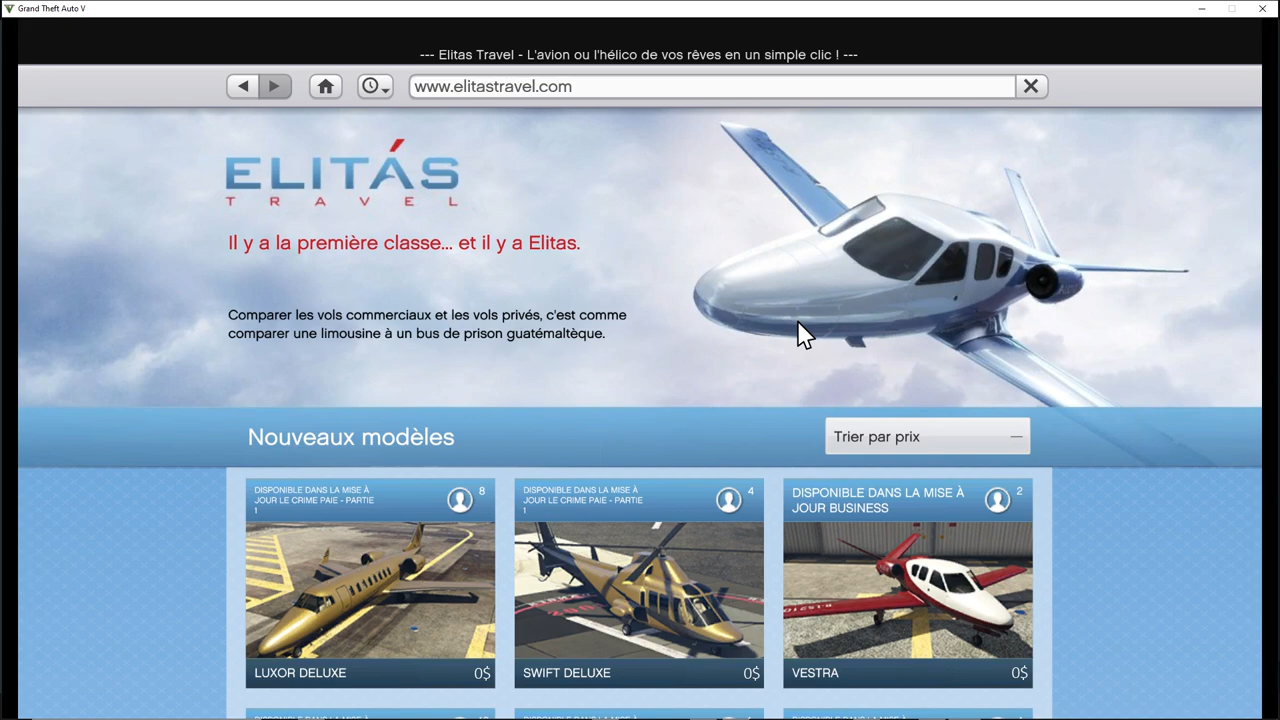 Grand Theft Auto V
--- Elitas Travel - L'avion ou l'hélico de vos rêves en un simple clic ! ---
www.elitastravel.com
ELITÁS
TRAVEL
Il y a la première classe... et il y a Elitas.
Comparer les vols commerciaux et les vols privés, c'est comme
comparer une limousine à un bus de prison guatémaltèque.
Nouveaux modèles
Trier par prix
DISPONIBLE DANS LA MISE À
JOUR LE CRIME PAIE - PARTIE
1
8
DISPONIBLE DANS LA MISE À
JOUR LE CRIME PAIE - PARTIE
1
4
DISPONIBLE DANS LA MISE À
JOUR BUSINESS
2
LUXOR DELUXE
0$
SWIFT DELUXE
0$
VESTRA
0$